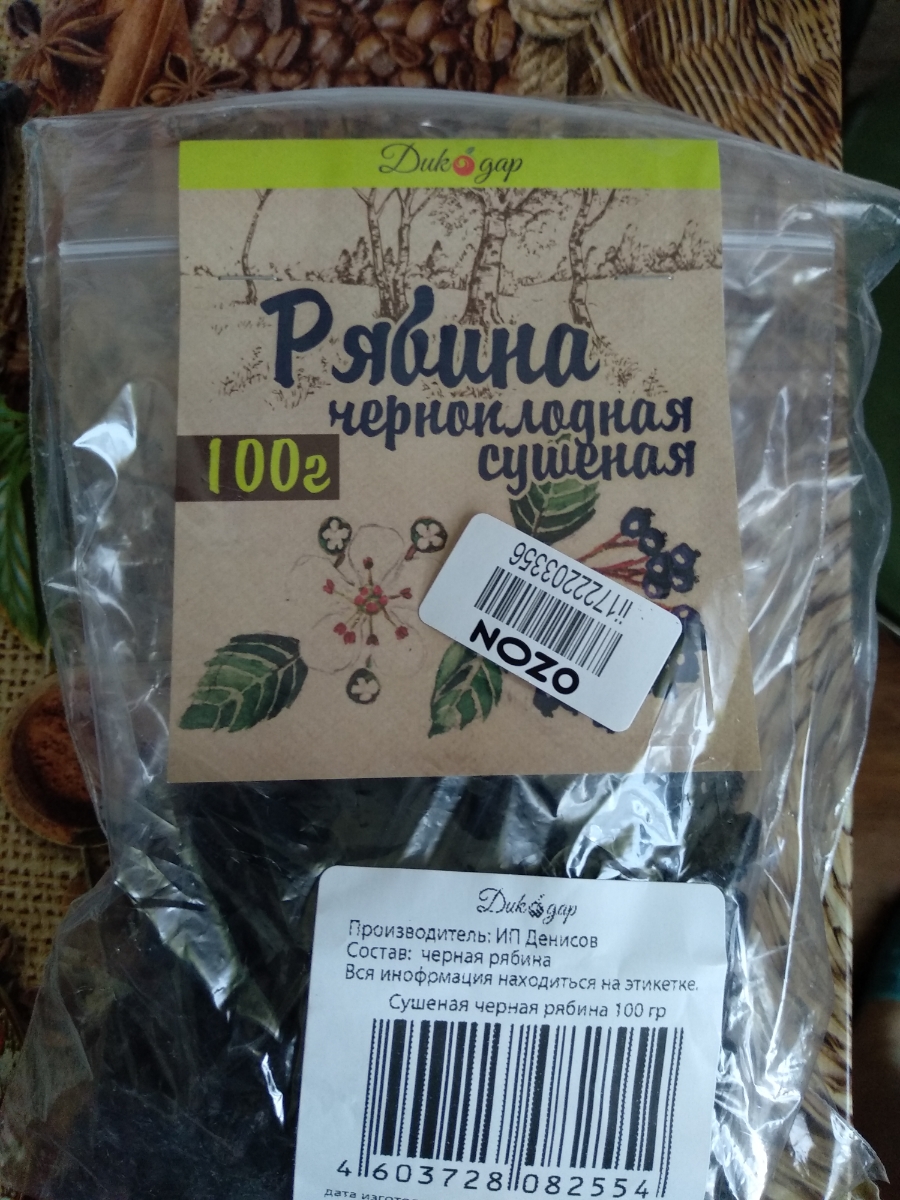 Дикодар
Рябина
черноплодная
сушеная
100г
ii1722203356
OZON
Дикодар
Производитель: ИП Денисов
Состав: черная рябина
Вся инофрмация находиться на этикетке.
Сушеная черная рябина 100 гр
4 603728 082554